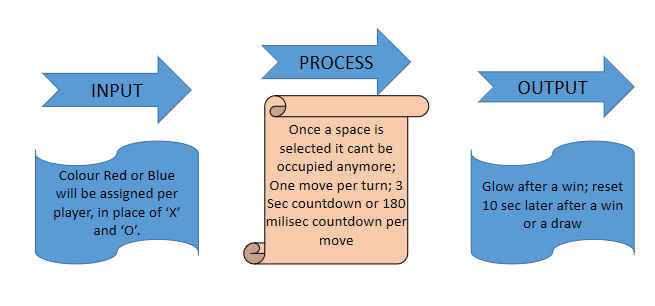 INPUT
Colour Red or Blue
will be assigned per
player, in place of ‘X’
and ‘O’.
PROCESS
Once a space is
selected it cant be
occupied anymore;
One move per turn; 3
Sec countdown or 180
milisec countdown per
move
OUTPUT
Glow after a win; reset
10 sec later after a win
or a draw